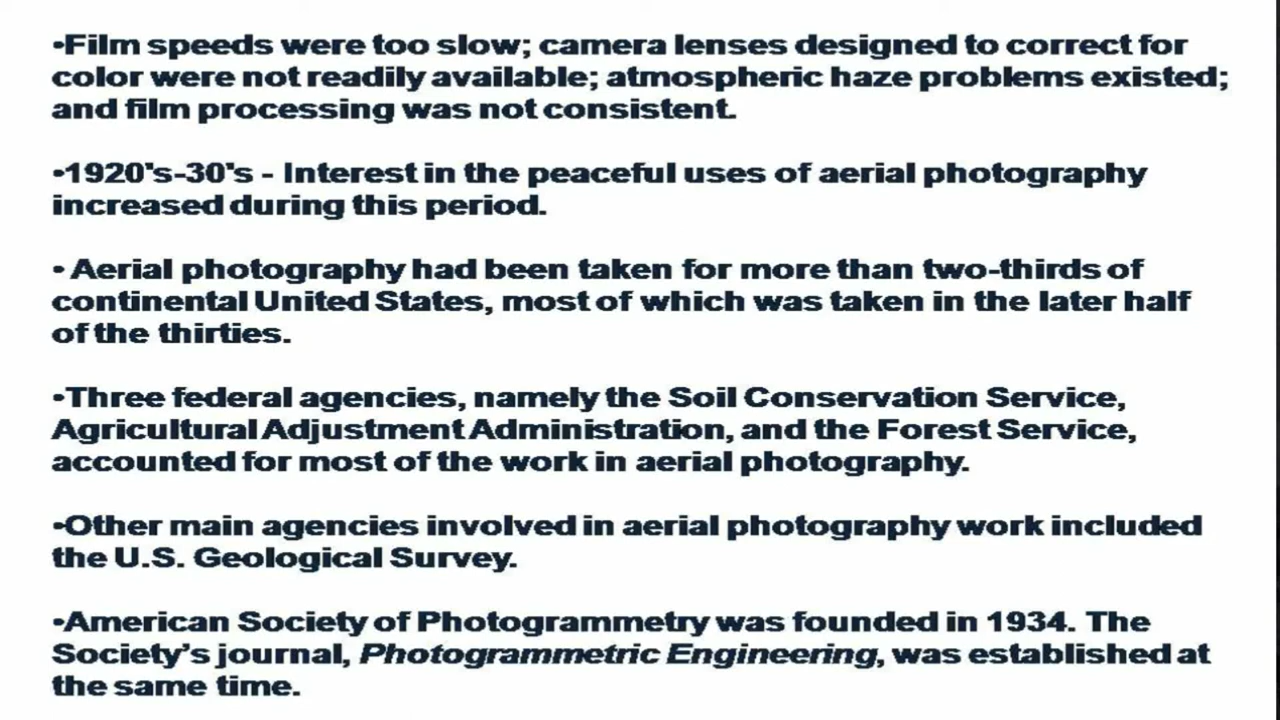 •Film speeds were too slow; camera lenses designed to correct for
color were not readily available; atmospheric haze problems existed;
and film processing was not consistent.
•1920's-30's - Interest in the peaceful uses of aerial photography
increased during this period.
• Aerial photography had been taken for more than two-thirds of
continental United States, most of which was taken in the later half
of the thirties.
•Three federal agencies, namely the Soil Conservation Service,
Agricultural Adjustment Administration, and the Forest Service,
accounted for most of the work in aerial photography.
•Other main agencies involved in aerial photography work included
the U.S. Geological Survey.
•American Society of Photogrammetry was founded in 1934. The
Society’s journal, Photogrammetric Engineering, was established at
the same time.